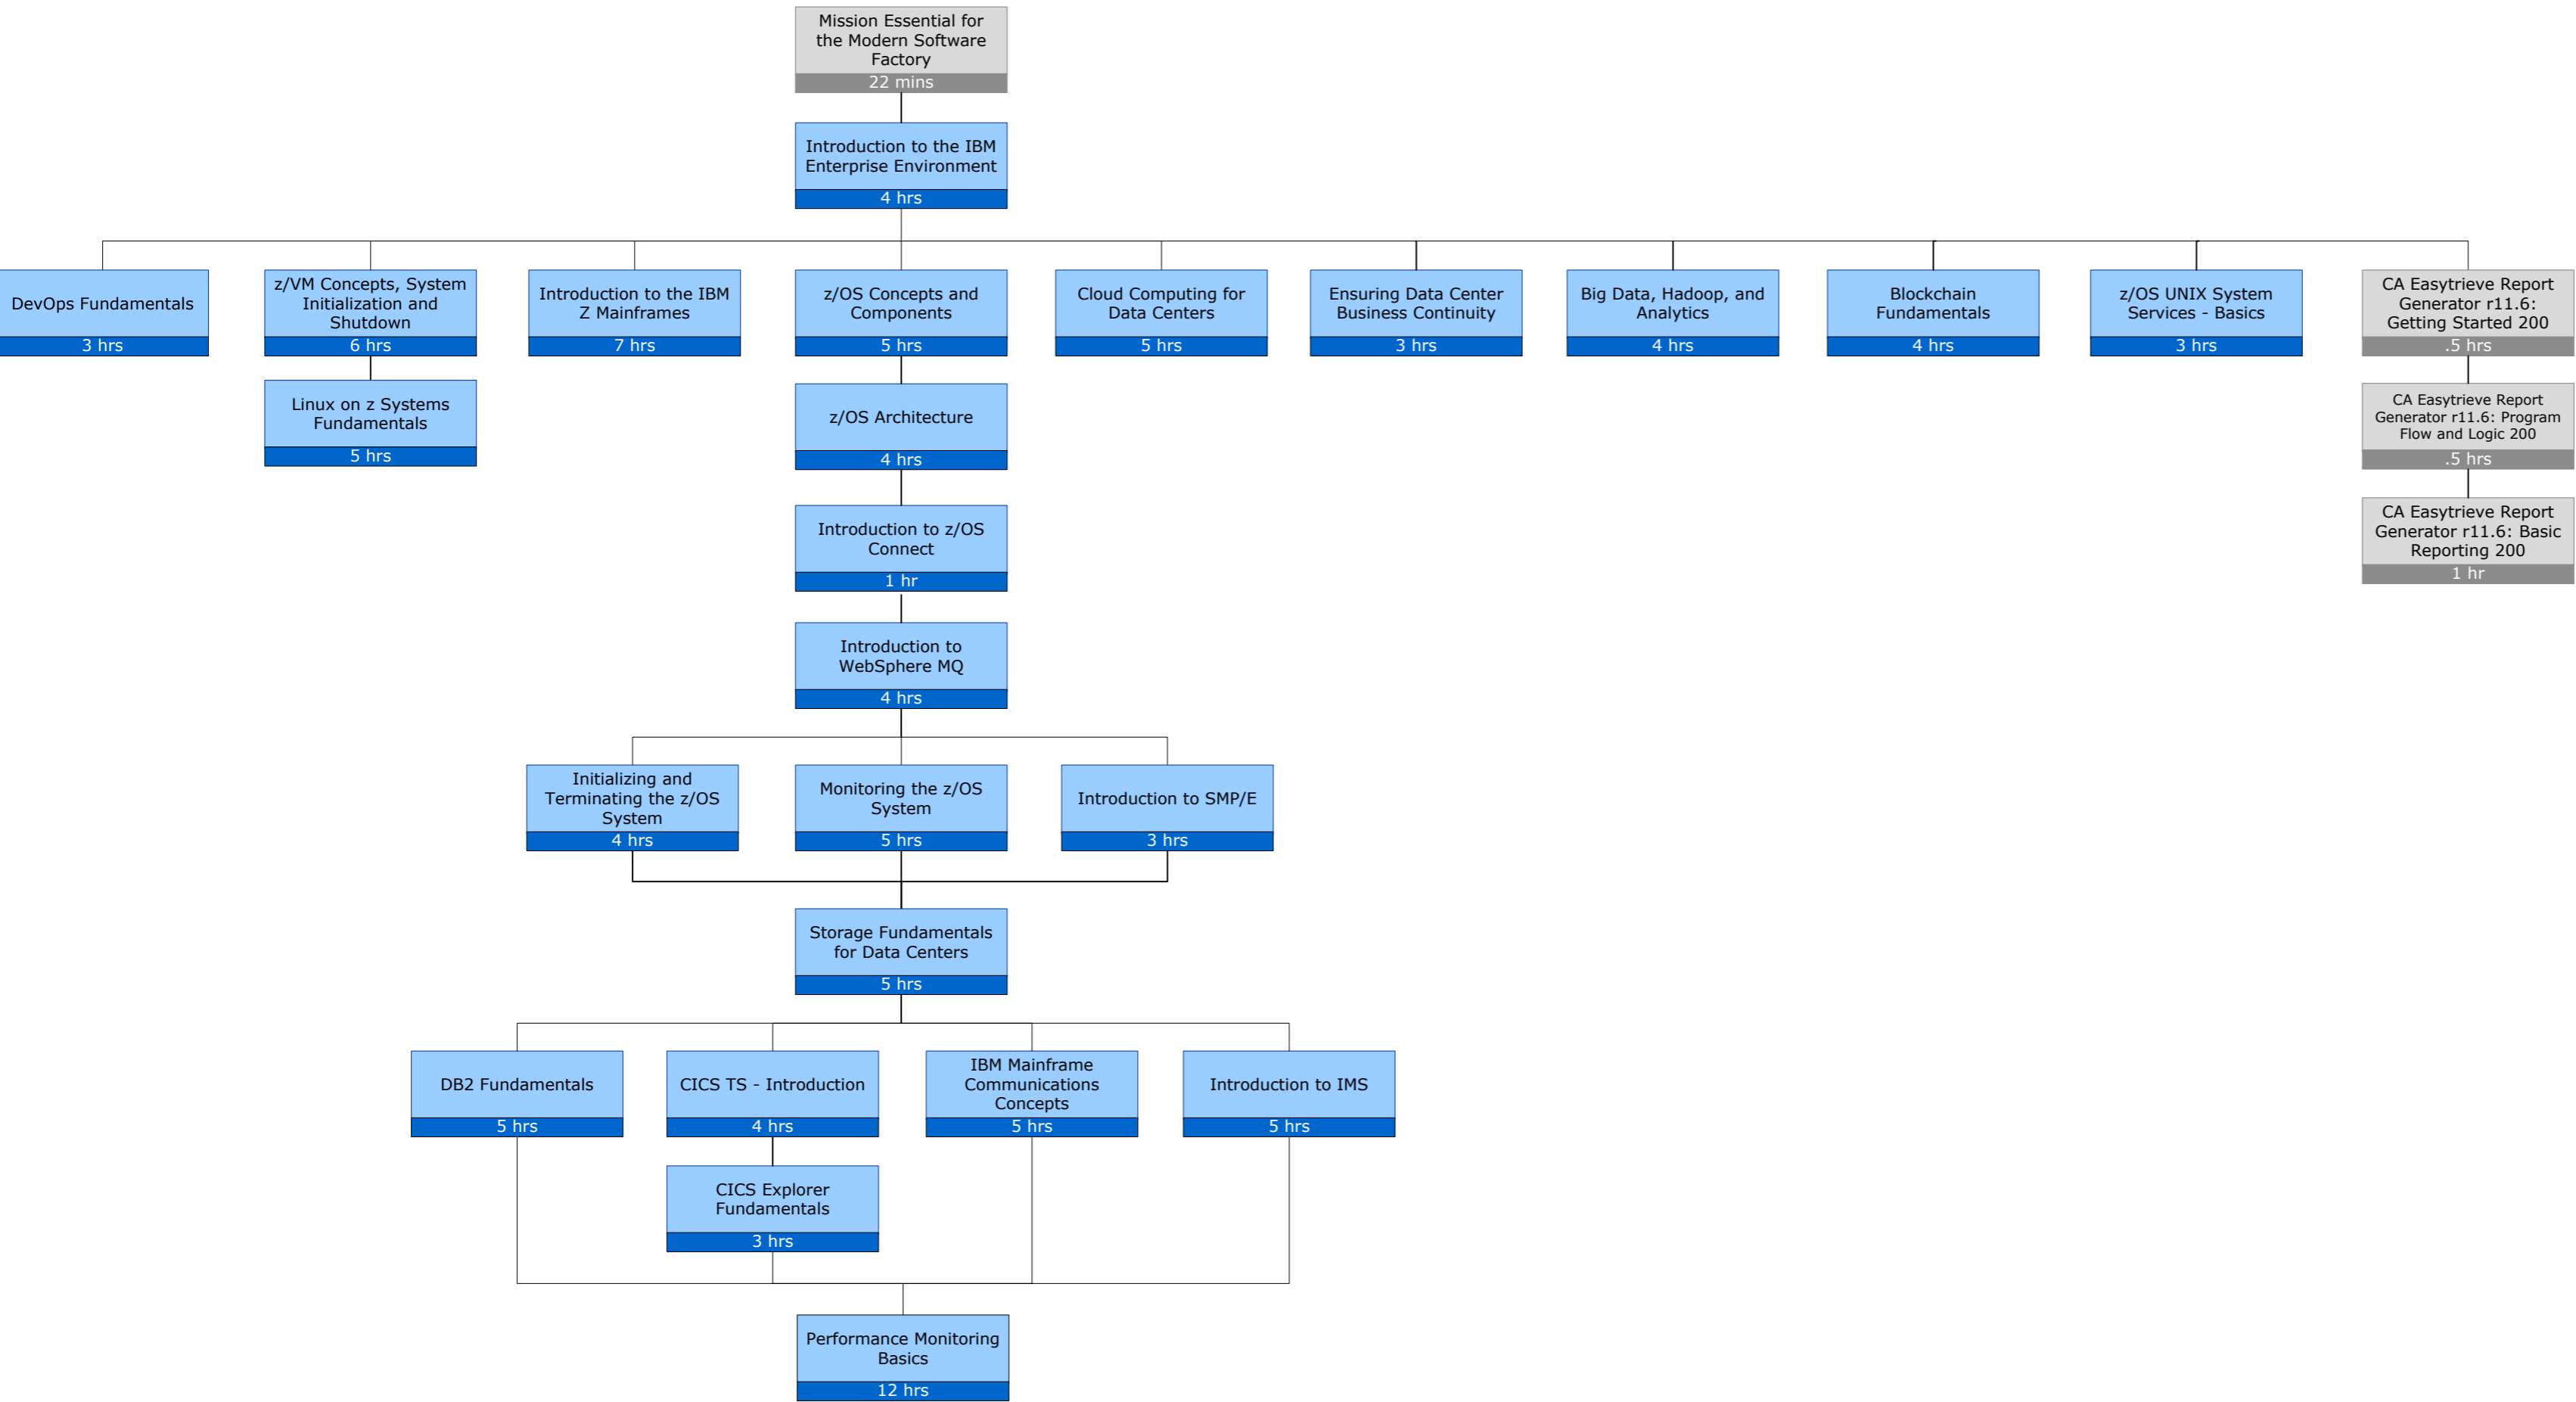 Mission Essential for
the Modern Software
Factory
22 mins
Introduction to the IBM
Enterprise Environment
4 hrs
DevOps Fundamentals
3 hrs
z/VM Concepts, System
Initialization and
Shutdown
6 hrs
Introduction to the IBM
Z Mainframes
7 hrs
z/OS Concepts and
Components
5 hrs
Cloud Computing for
Data Centers
5 hrs
Ensuring Data Center
Business Continuity
3 hrs
Big Data, Hadoop, and
Analytics
4 hrs
Blockchain
Fundamentals
4 hrs
z/OS UNIX System
Services - Basics
3 hrs
CA Easytrieve Report
Generator r11.6:
Getting Started 200
.5 hrs
Linux on z Systems
Fundamentals
5 hrs
z/OS Architecture
4 hrs
CA Easytrieve Report
Generator r11.6: Program
Flow and Logic 200
.5 hrs
Introduction to z/OS
Connect
1 hr
CA Easytrieve Report
Generator r11.6: Basic
Reporting 200
1 hr
Introduction to
WebSphere MQ
4 hrs
Initializing and
Terminating the z/OS
System
4 hrs
Monitoring the z/OS
System
5 hrs
Introduction to SMP/E
3 hrs
Storage Fundamentals
for Data Centers
5 hrs
DB2 Fundamentals
5 hrs
CICS TS - Introduction
4 hrs
IBM Mainframe
Communications
Concepts
5 hrs
Introduction to IMS
5 hrs
CICS Explorer
Fundamentals
3 hrs
Performance Monitoring
Basics
12 hrs